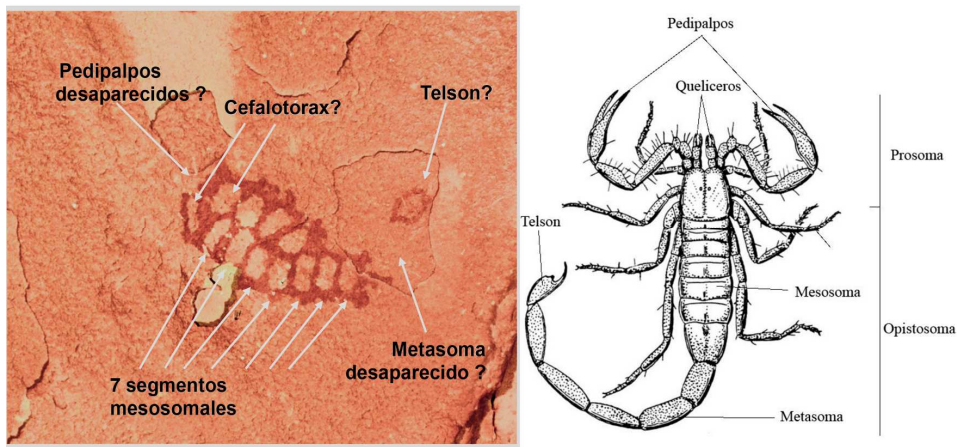 Pedipalpos
desaparecidos ?
Cefalotorax?
Telson?
7 segmentos
mesosomales
Metasoma
desaparecido ?
Pedipalpos
Queliceros
Prosoma
Telson
Mesosoma
Opistosoma
Metasoma